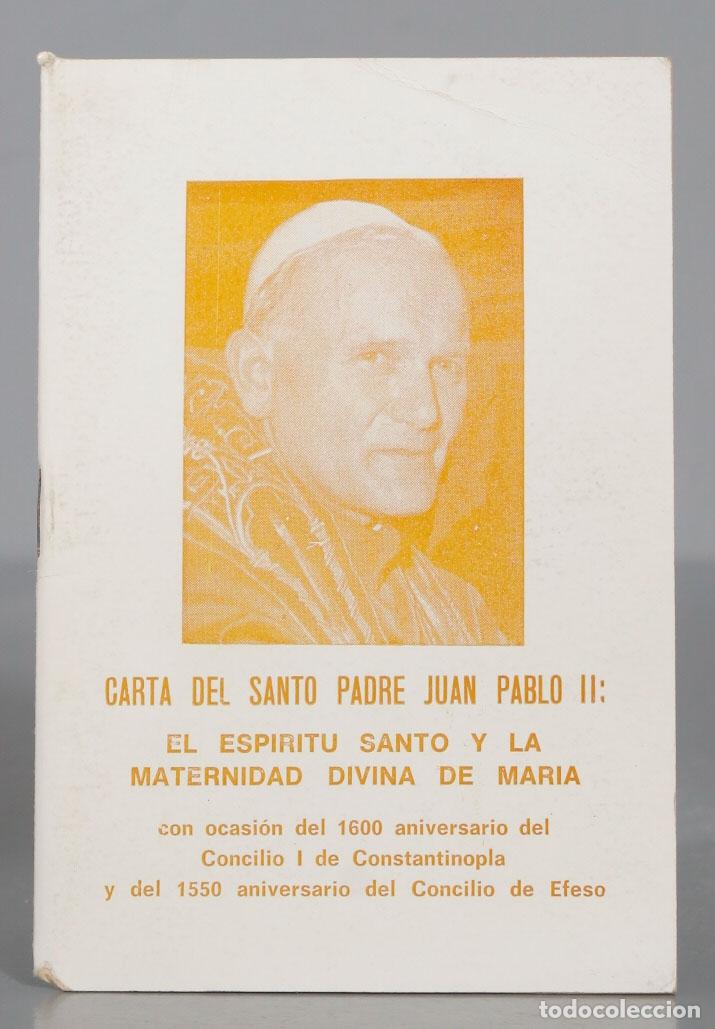 CARTA DEL SANTO PADRE JUAN PABLO II:
EL ESPIRITU SANTO Y LA
MATERNIDAD DIVINA DE MARIA
con ocasión del 1600 aniversario del
Concilio I de Constantinopla
y del 1550 aniversario del Concilio de Efeso
todocoleccion